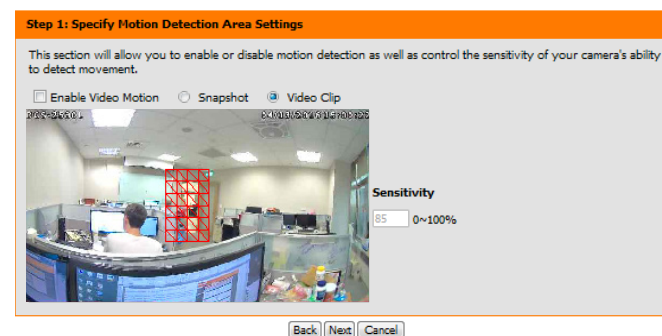 Step 1: Specify Motion Detection Area Settings
This section will allow you to enable or disable motion detection as well as control the sensitivity of your camera's ability
to detect movement.
Enable Video Motion Snapshot Video Clip
Sensitivity
85 0~100%
Back Next Cancel